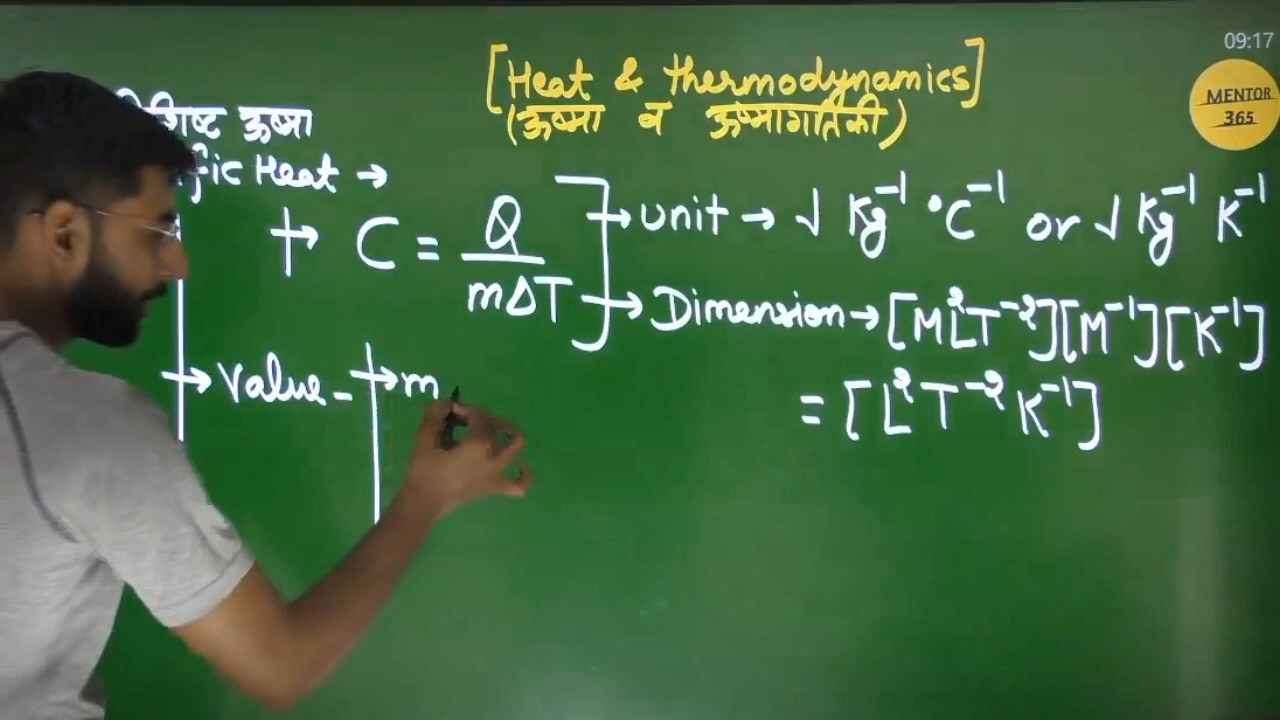 09:17
MENTOR
365
[Heat & thermodynamics]
(ऊष्मा व ऊष्मागतिकी)
ऊष्मा
Heat →
→ C = Q / mΔT
→ unit → J Kg⁻¹ °C⁻¹ or J Kg⁻¹ K⁻¹
→ Dimension → [ML²T⁻²][M⁻¹][K⁻¹]
= [L²T⁻²K⁻¹]
→ value - → m